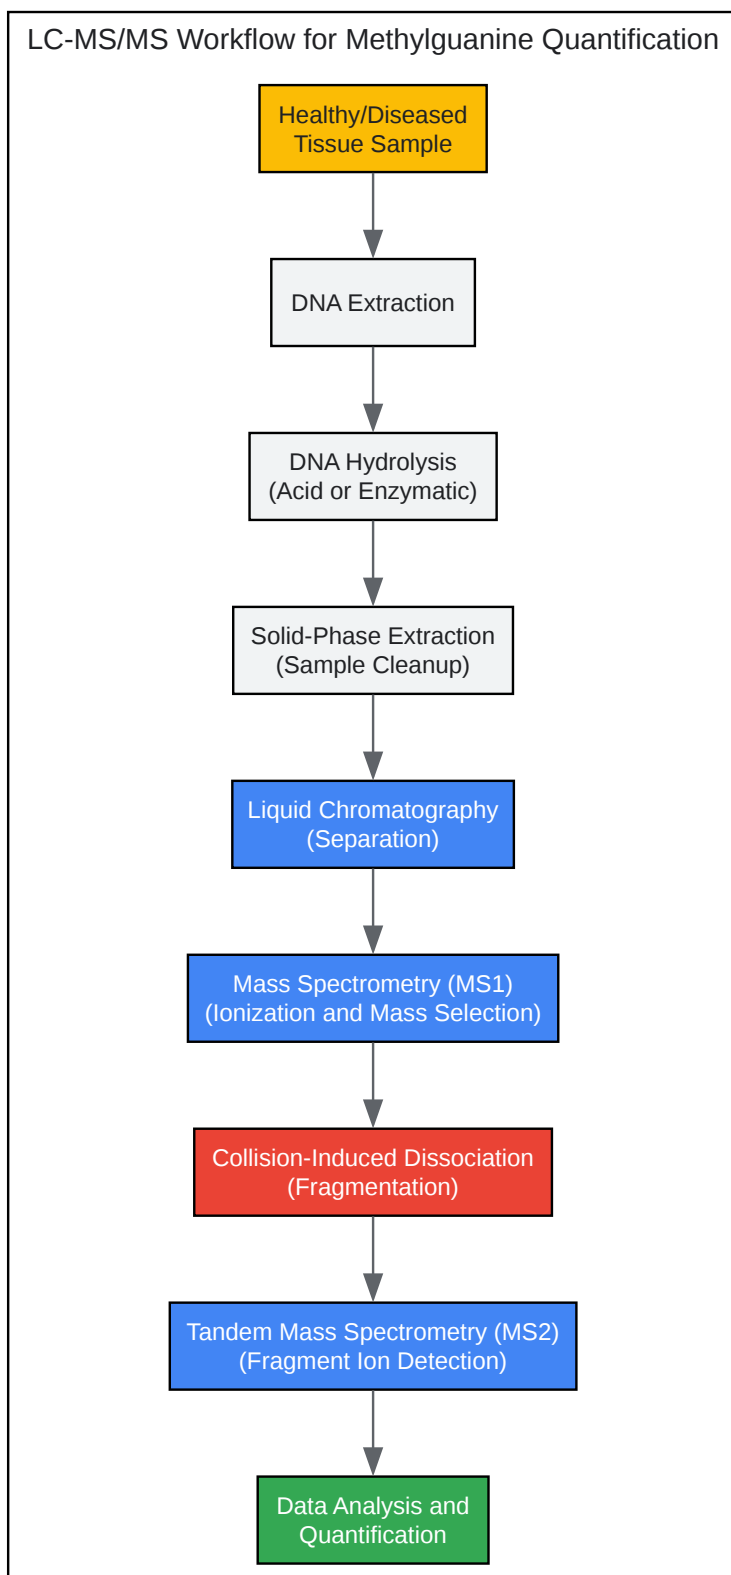 LC-MS/MS Workflow for Methylguanine Quantification
Healthy/Diseased
Tissue Sample
DNA Extraction
DNA Hydrolysis
(Acid or Enzymatic)
Solid-Phase Extraction
(Sample Cleanup)
Liquid Chromatography
(Separation)
Mass Spectrometry (MS1)
(Ionization and Mass Selection)
Collision-Induced Dissociation
(Fragmentation)
Tandem Mass Spectrometry (MS2)
(Fragment Ion Detection)
Data Analysis and
Quantification